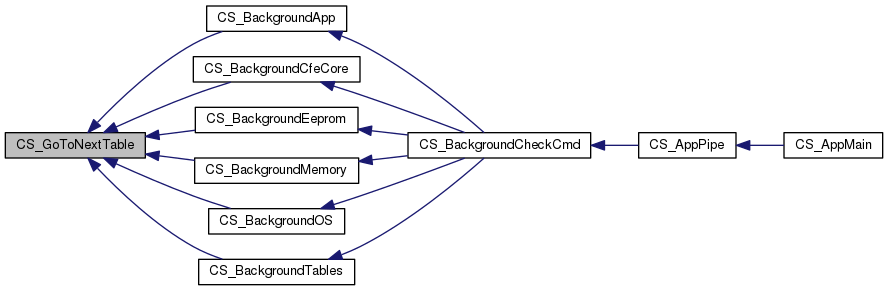 CS_BackgroundApp
CS_BackgroundCfeCore
CS_BackgroundEeprom
CS_GoToNextTable
CS_BackgroundCheckCmd
CS_AppPipe
CS_AppMain
CS_BackgroundMemory
CS_BackgroundOS
CS_BackgroundTables